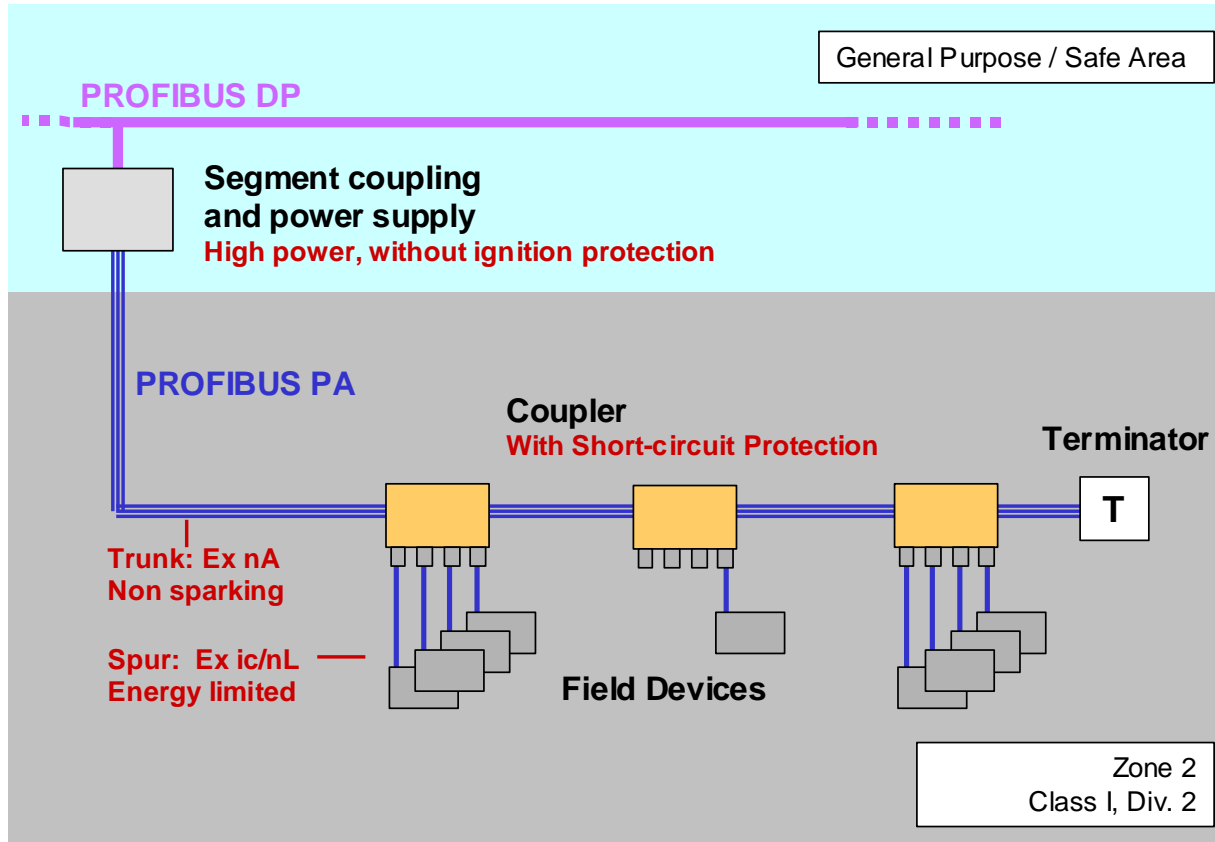 General Purpose / Safe Area
PROFIBUS DP
Segment coupling
and power supply
High power, without ignition protection
PROFIBUS PA
Coupler
With Short-circuit Protection
Terminator
T
Trunk: Ex nA
Non sparking
Spur: Ex ic/nL
Energy limited
Field Devices
Zone 2
Class I, Div. 2